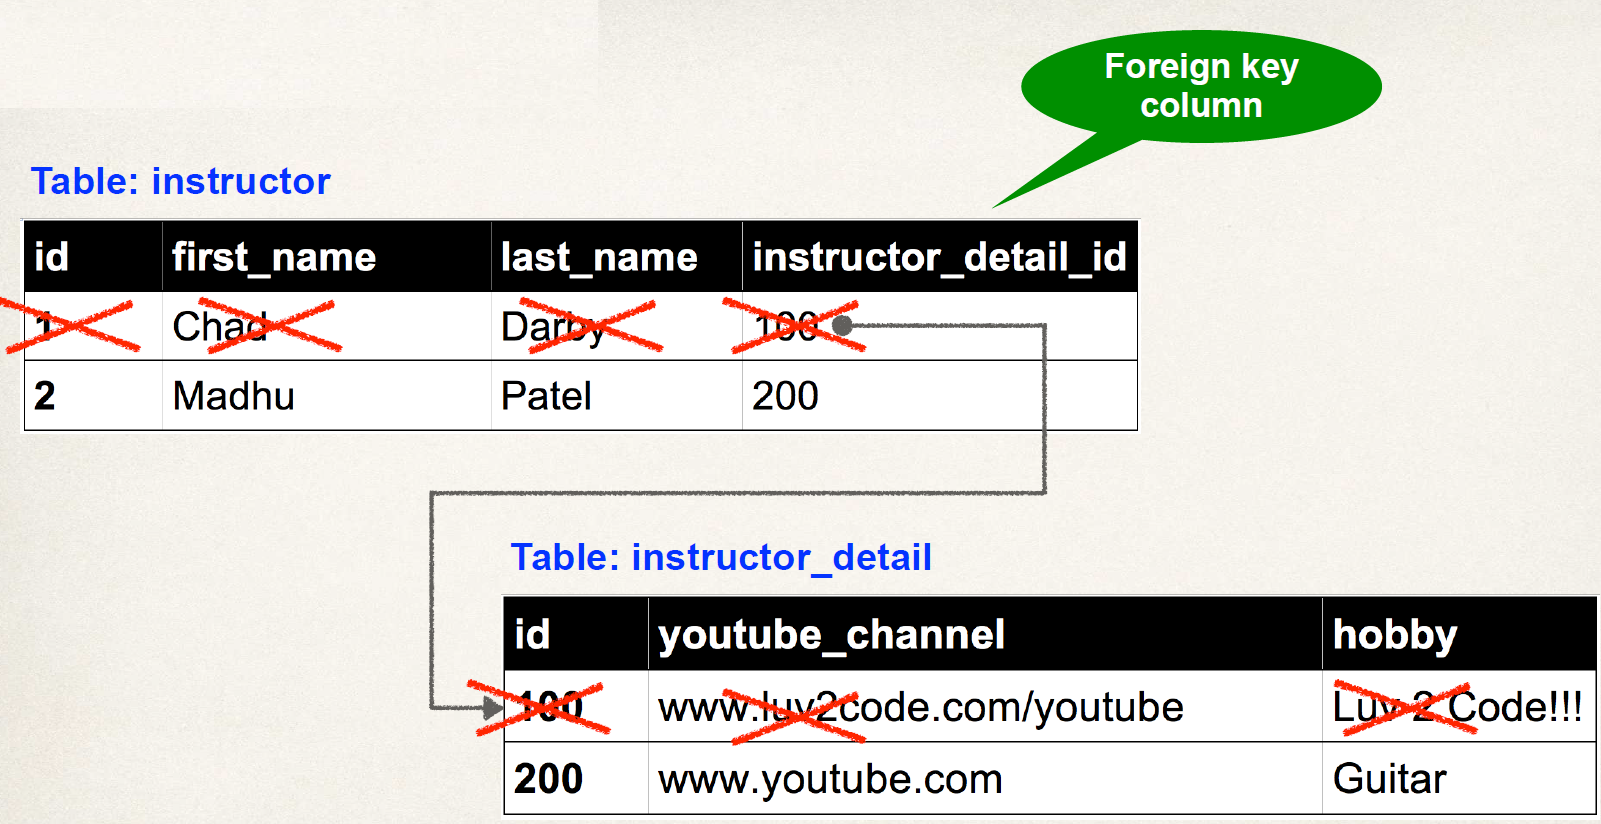 Foreign key
column
Table: instructor
id first_name last_name instructor_detail_id
1 Chad Darby 100
2 Madhu Patel 200
Table: instructor_detail
id youtube_channel hobby
100 www.luv2code.com/youtube Luv 2 Code!!!
200 www.youtube.com Guitar